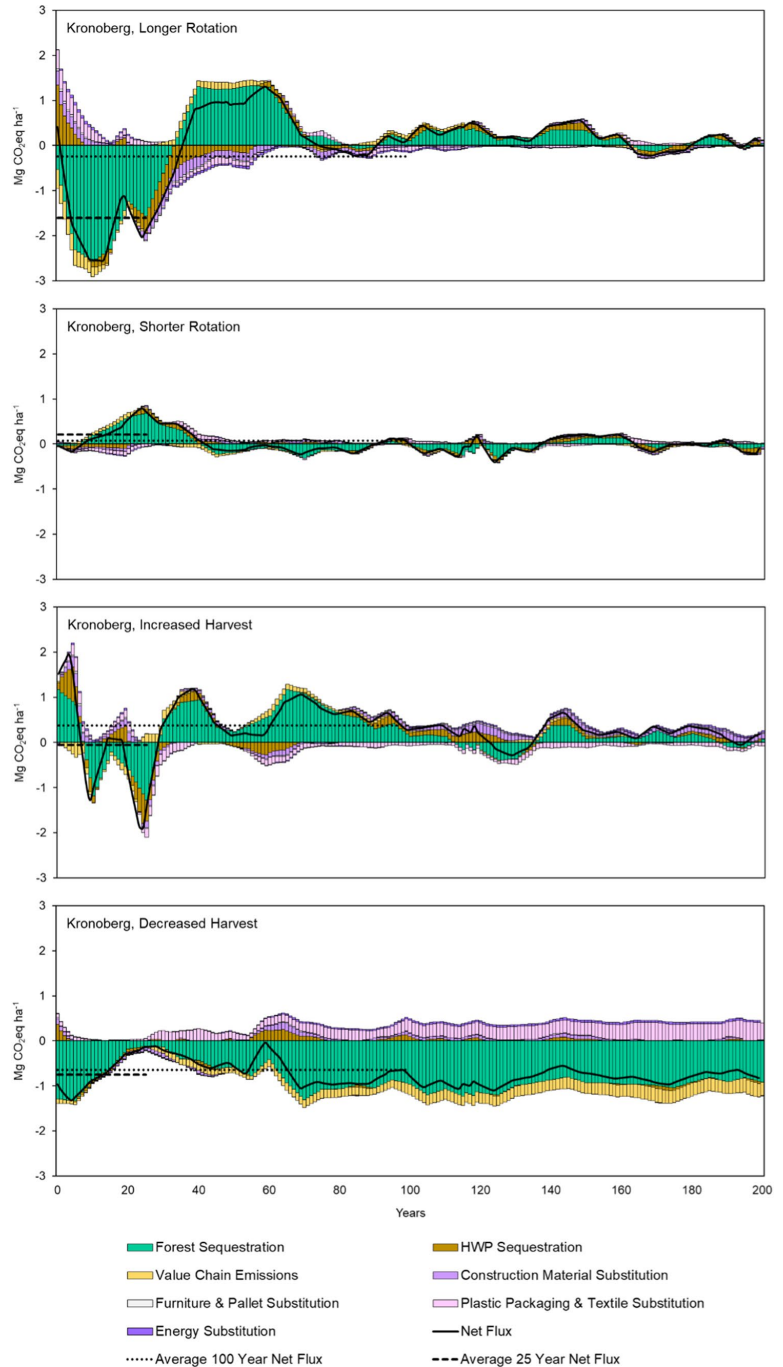 Kronoberg, Longer Rotation
Mg CO₂eq ha⁻¹
3
2
1
0
-1
-2
-3
Kronoberg, Shorter Rotation
Mg CO₂eq ha⁻¹
3
2
1
0
-1
-2
-3
Kronoberg, Increased Harvest
Mg CO₂eq ha⁻¹
3
2
1
0
-1
-2
-3
Kronoberg, Decreased Harvest
Mg CO₂eq ha⁻¹
3
2
1
0
-1
-2
-3
0 20 40 60 80 100 120 140 160 180 200
Years
Forest Sequestration
HWP Sequestration
Value Chain Emissions
Construction Material Substitution
Furniture & Pallet Substitution
Plastic Packaging & Textile Substitution
Energy Substitution
Net Flux
Average 100 Year Net Flux
Average 25 Year Net Flux